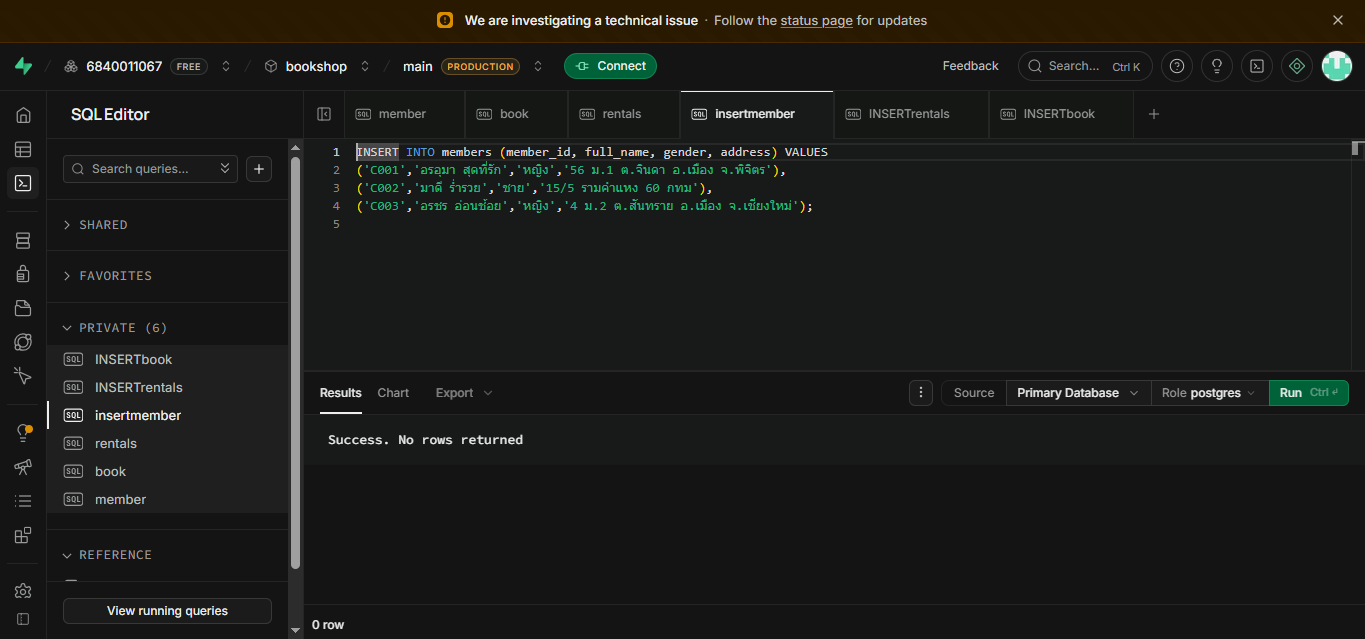 We are investigating a technical issue · Follow the status page for updates
6840011067 FREE bookshop main PRODUCTION Connect Feedback Search... Ctrl K
SQL Editor
member book rentals insertmember INSERTrentals INSERTbook
Search queries...
SHARED
FAVORITES
PRIVATE (6)
SQL INSERTbook
SQL INSERTrentals
SQL insertmember
SQL rentals
SQL book
SQL member
REFERENCE
View running queries
1 INSERT INTO members (member_id, full_name, gender, address) VALUES
2 ('C001','อรอุมา สุดที่รัก','หญิง','56 ม.1 ต.จินดา อ.เมือง จ.พิจิตร'),
3 ('C002','มาดี ร่ำรวย','ชาย','15/5 รามคำแหง 60 กทม'),
4 ('C003','อรชร อ่อนช้อย','หญิง','4 ม.2 ต.สันทราย อ.เมือง จ.เชียงใหม่');
5
Results Chart Export Source Primary Database Role postgres Run Ctrl ↵
Success. No rows returned
0 row